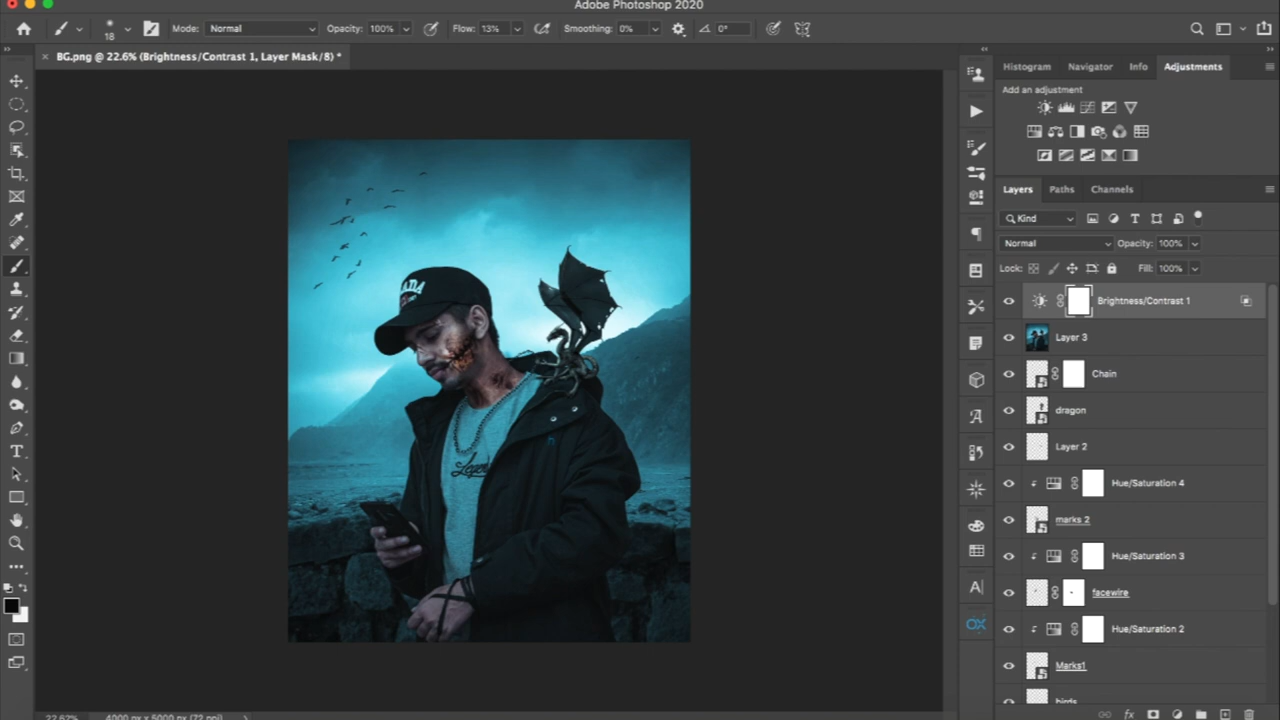 Adobe Photoshop 2020
18 Mode: Normal Opacity: 100% Flow: 13% Smoothing: 0% 0°
BG.png @ 22.6% (Brightness/Contrast 1, Layer Mask/8) *
Histogram Navigator Info Adjustments
Add an adjustment
Layers Paths Channels
Kind
Normal Opacity: 100%
Lock: Fill: 100%
Brightness/Contrast 1
Layer 3
Chain
dragon
Layer 2
Hue/Saturation 4
marks 2
Hue/Saturation 3
facewire
Hue/Saturation 2
Marks1
birds
22.62% 4000 px x 5000 px (72 ppi)